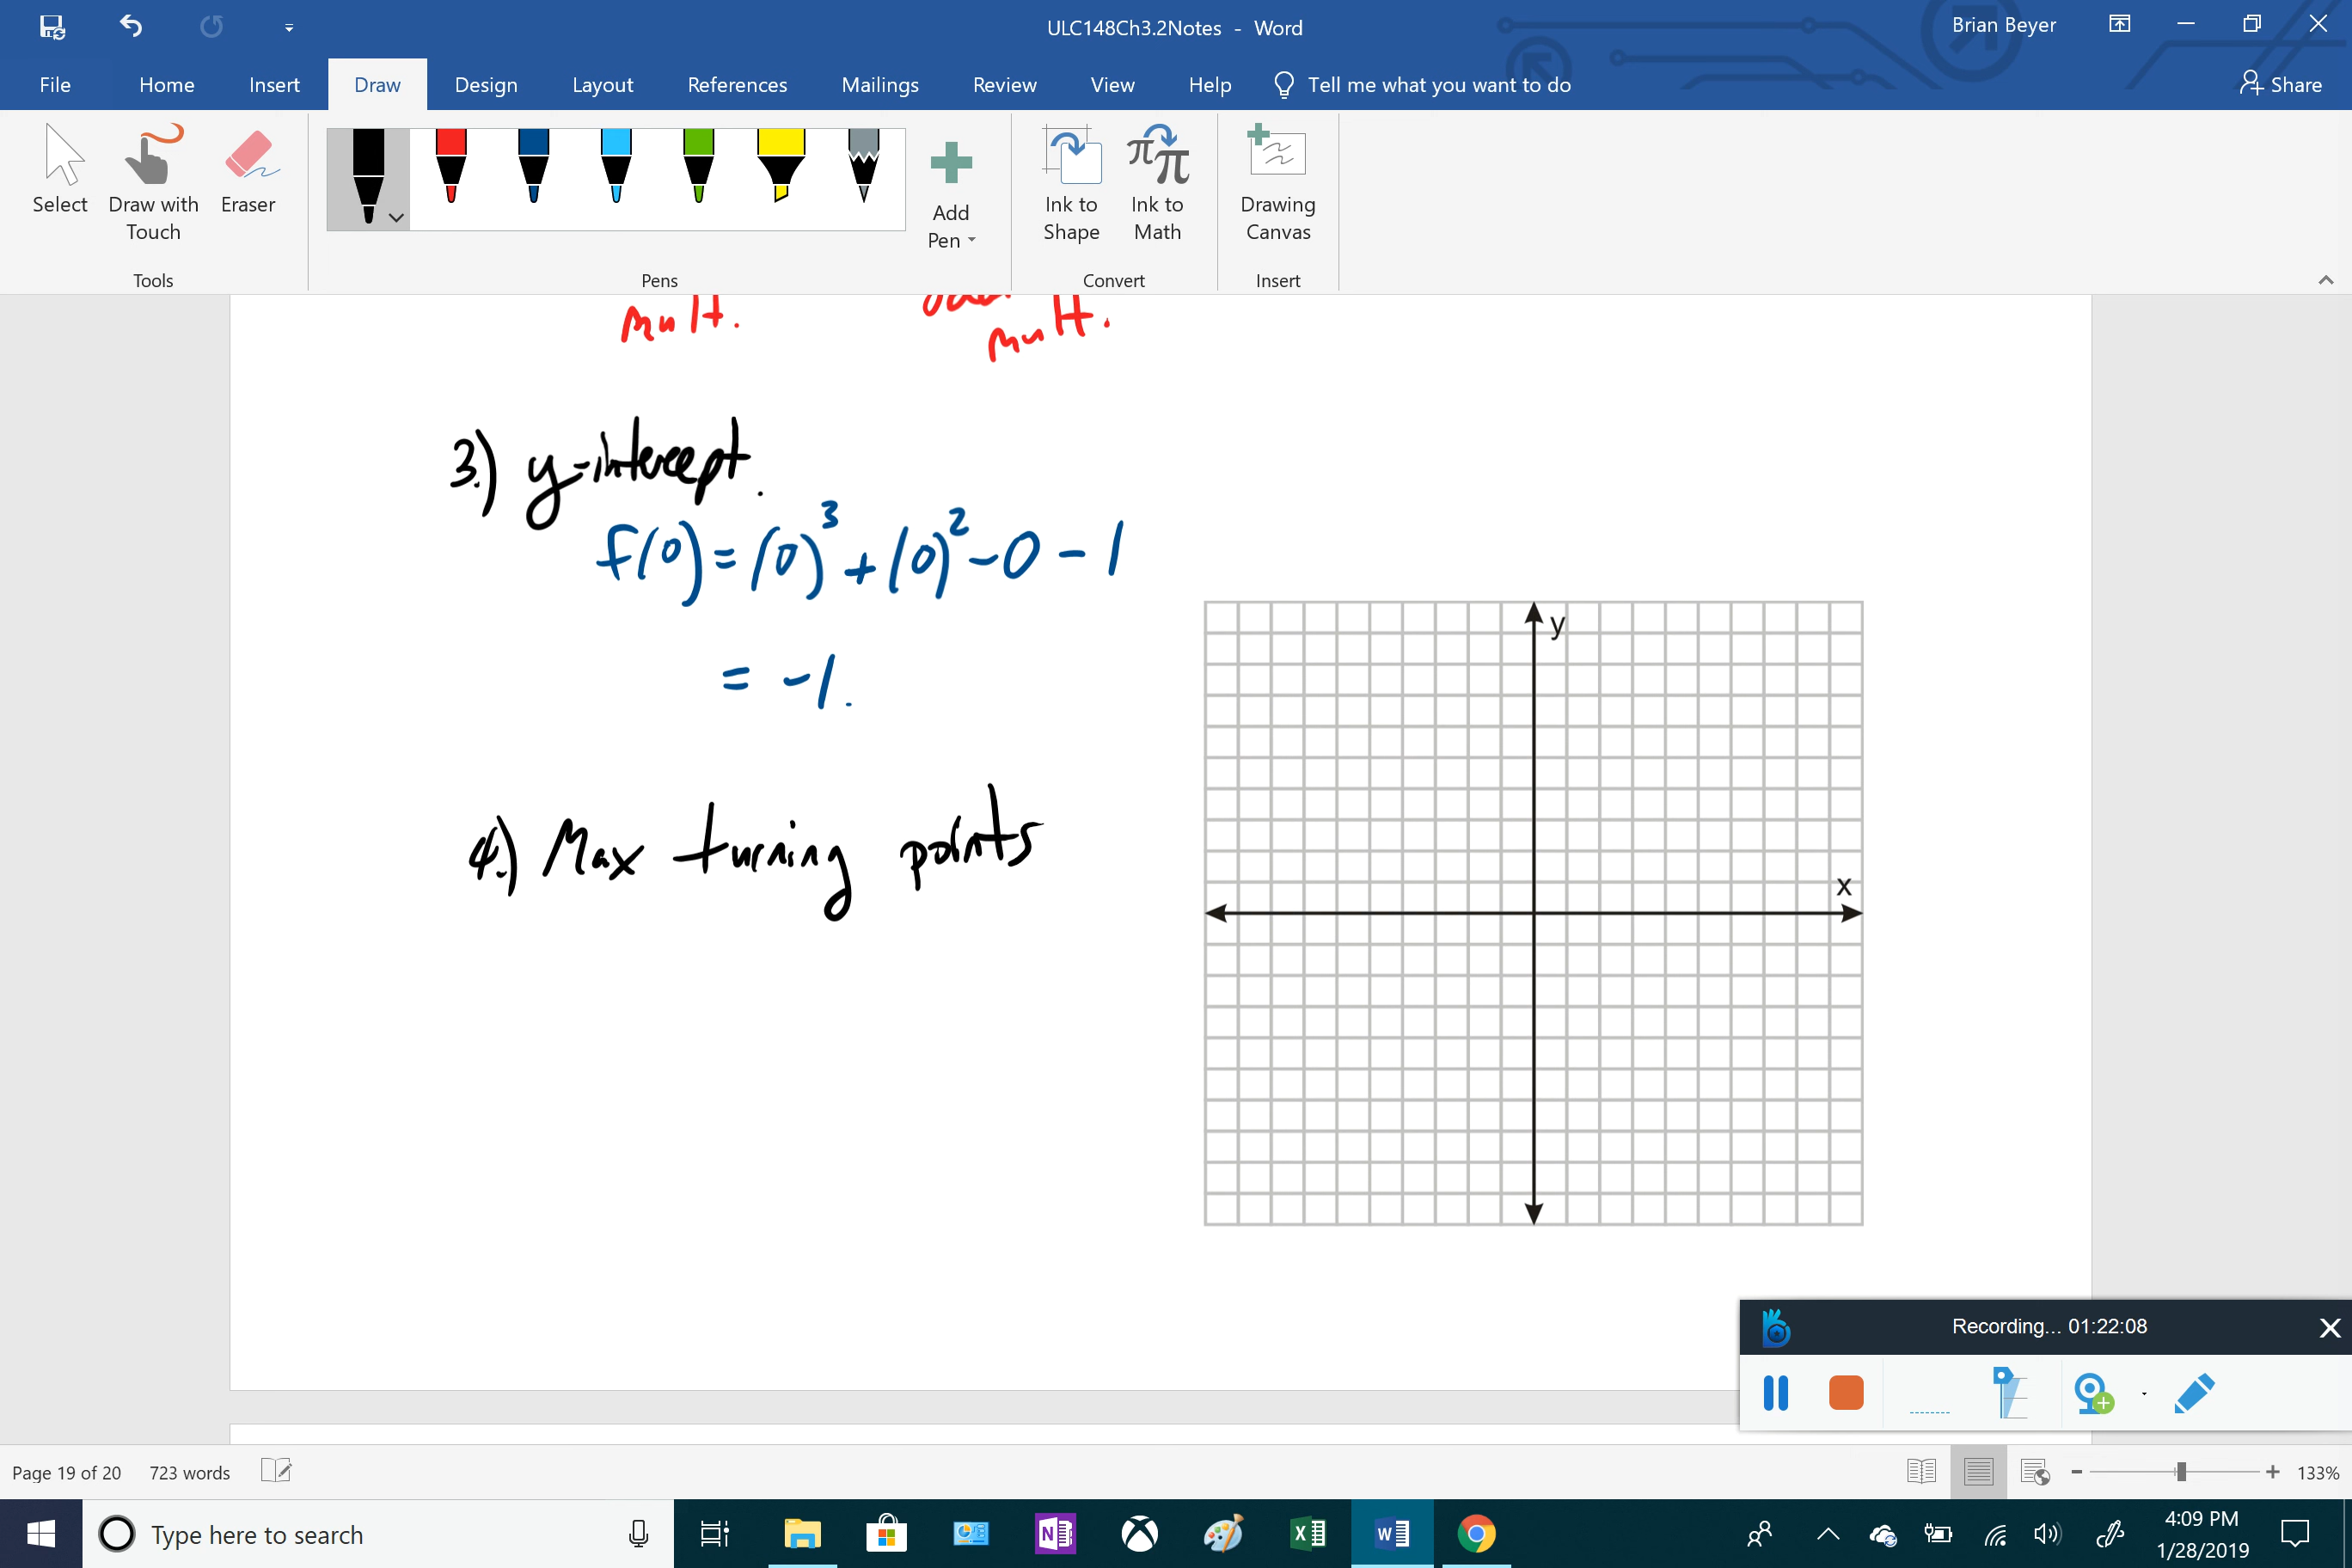 ULC148Ch3.2Notes - Word
Brian Beyer
File Home Insert Draw Design Layout References Mailings Review View Help Tell me what you want to do Share
Select
Draw with Touch
Eraser
Add Pen
Ink to Shape
Ink to Math
Drawing Canvas
Tools
Pens
Convert
Insert
mult.
mult.
3.) y-intercept.
f(0) = (0)³ + (0)² - 0 - 1
= -1.
4.) Max turning points
y
x
Recording... 01:22:08
Page 19 of 20 723 words
133%
Type here to search
4:09 PM
1/28/2019